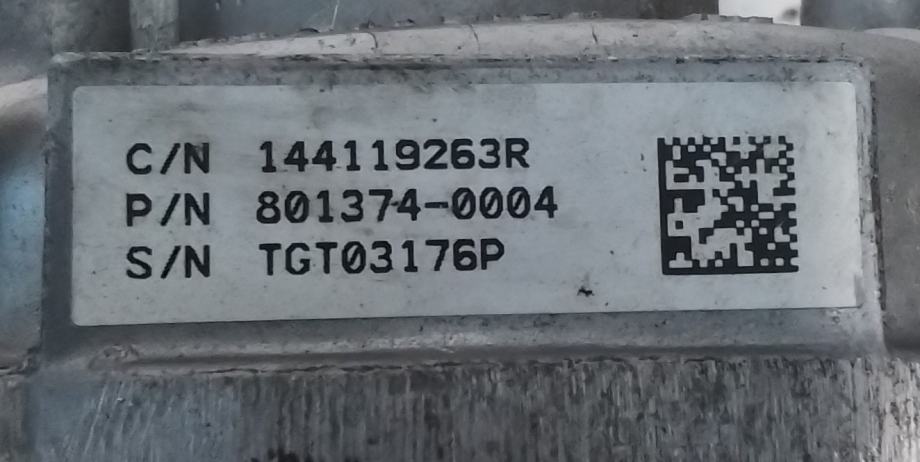 C/N 144119263R
P/N 801374-0004
S/N TGT03176P